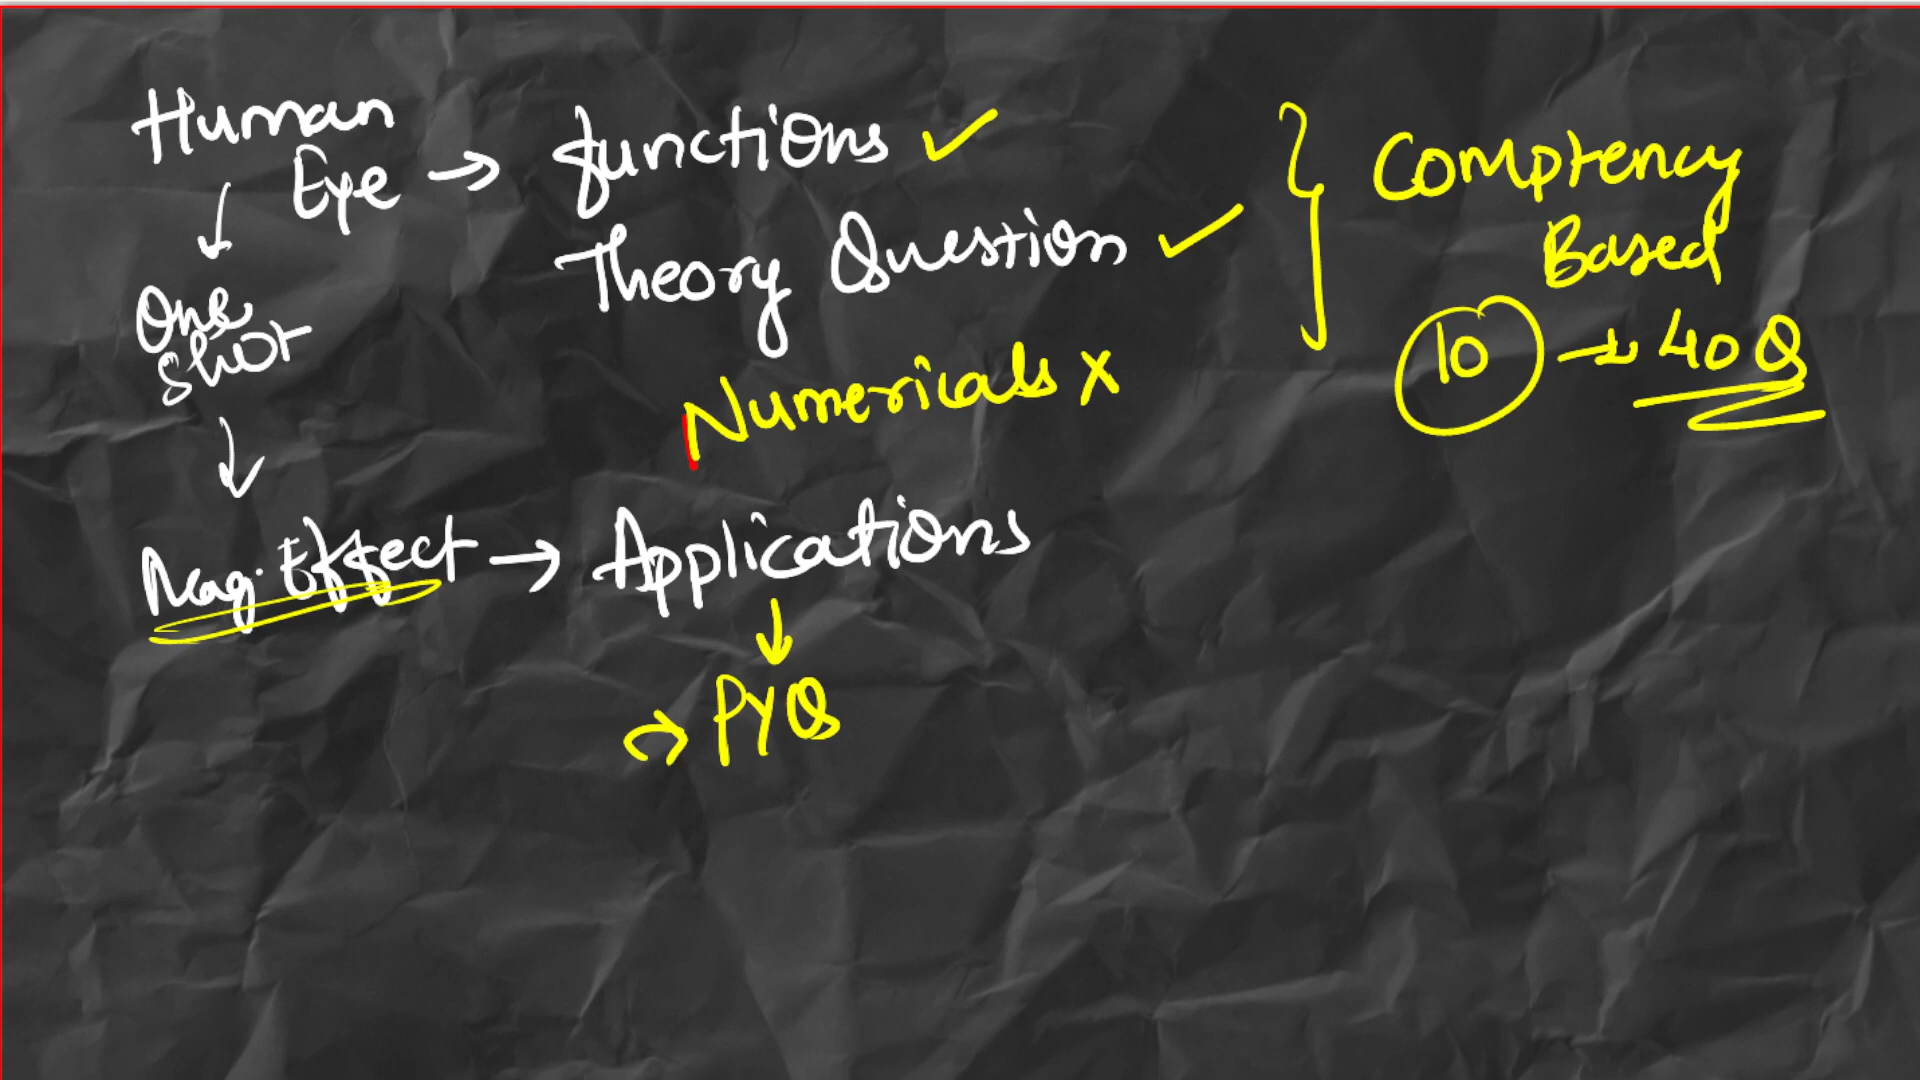 Human
Eye → functions ✓
Theory Question ✓
Numericals x
One
Shot
Mag. Effect → Applications
↓
→ PYQ
Comptency
Based
10 → 40 Q